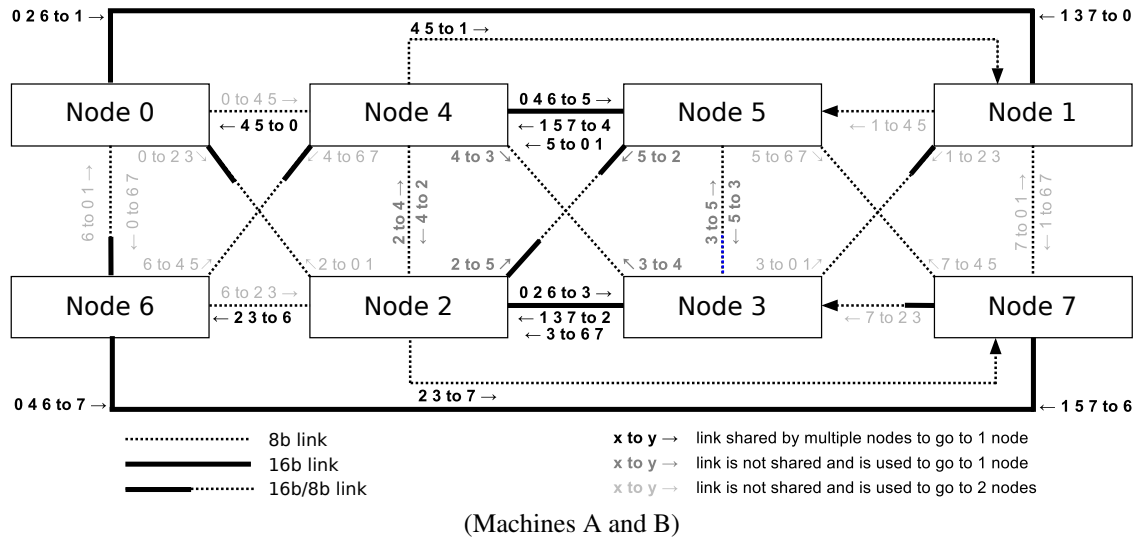 0 2 6 to 1 →
← 1 3 7 to 0
4 5 to 1 →
Node 0
0 to 4 5 →
← 4 5 to 0
Node 4
0 4 6 to 5 →
← 1 5 7 to 4
← 5 to 0 1
Node 5
← 1 to 4 5
Node 1
0 to 2 3 ↘
↙ 4 to 6 7
4 to 3 ↘
↙ 5 to 2
5 to 6 7 ↘
↙ 1 to 2 3
6 to 0 1 →
← 0 to 6 7
2 to 4 →
← 4 to 2
3 to 5 →
← 5 to 3
7 to 0 1 →
← 1 to 6 7
6 to 4 5 ↗
↖ 2 to 0 1
2 to 5 ↗
↖ 3 to 4
3 to 0 1 ↗
↖ 7 to 4 5
Node 6
6 to 2 3 →
← 2 3 to 6
Node 2
0 2 6 to 3 →
← 1 3 7 to 2
← 3 to 6 7
Node 3
← 7 to 2 3
Node 7
2 3 to 7 →
0 4 6 to 7 →
← 1 5 7 to 6
8b link
16b link
16b/8b link
x to y → link shared by multiple nodes to go to 1 node
x to y → link is not shared and is used to go to 1 node
x to y → link is not shared and is used to go to 2 nodes
(Machines A and B)